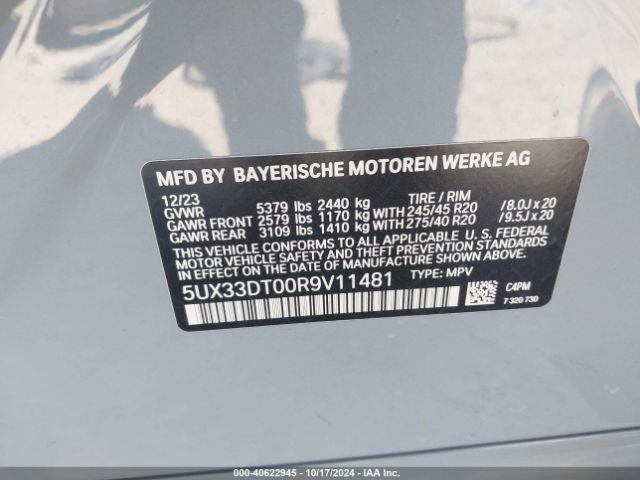 MFD BY BAYERISCHE MOTOREN WERKE AG
12/23 TIRE / RIM
GVWR 5379 lbs 2440 kg
GAWR FRONT 2579 lbs 1170 kg WITH 245/45 R20 /8.0J x 20
GAWR REAR 3109 lbs 1410 kg WITH 275/40 R20 /9.5J x 20
THIS VEHICLE CONFORMS TO ALL APPLICABLE U. S. FEDERAL
MOTOR VEHICLE SAFETY AND THEFT PREVENTION STANDARDS
IN EFFECT ON THE DATE OF MANUFACTURE SHOWN ABOVE.
5UX33DT00R9V11481 TYPE: MPV
C4PM
7 320 730
Stock: 40622945 - 10/17/2024 - IAA Inc.